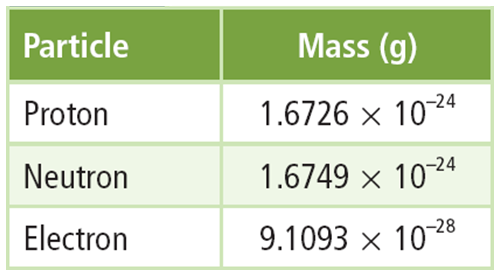 Particle Mass (g)
Proton 1.6726 × 10⁻²⁴
Neutron 1.6749 × 10⁻²⁴
Electron 9.1093 × 10⁻²⁸